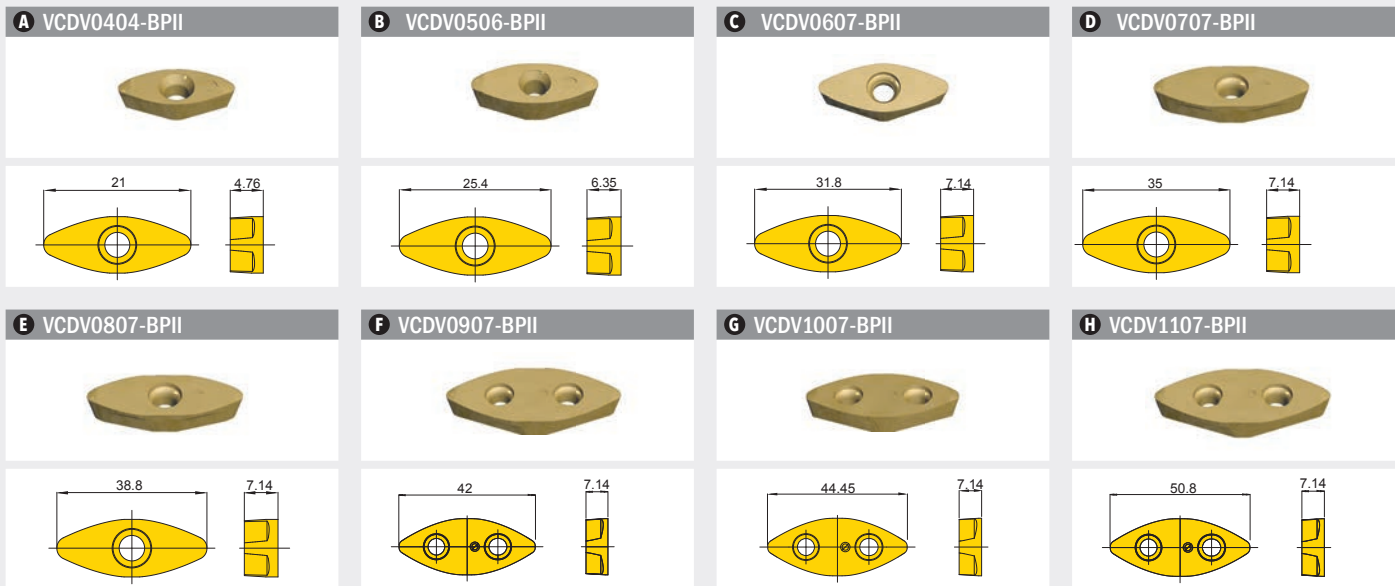 A VCDV0404-BPII
B VCDV0506-BPII
C VCDV0607-BPII
D VCDV0707-BPII
21
4.76
25.4
6.35
31.8
7.14
35
7.14
E VCDV0807-BPII
F VCDV0907-BPII
G VCDV1007-BPII
H VCDV1107-BPII
38.8
7.14
42
7.14
44.45
7.14
50.8
7.14